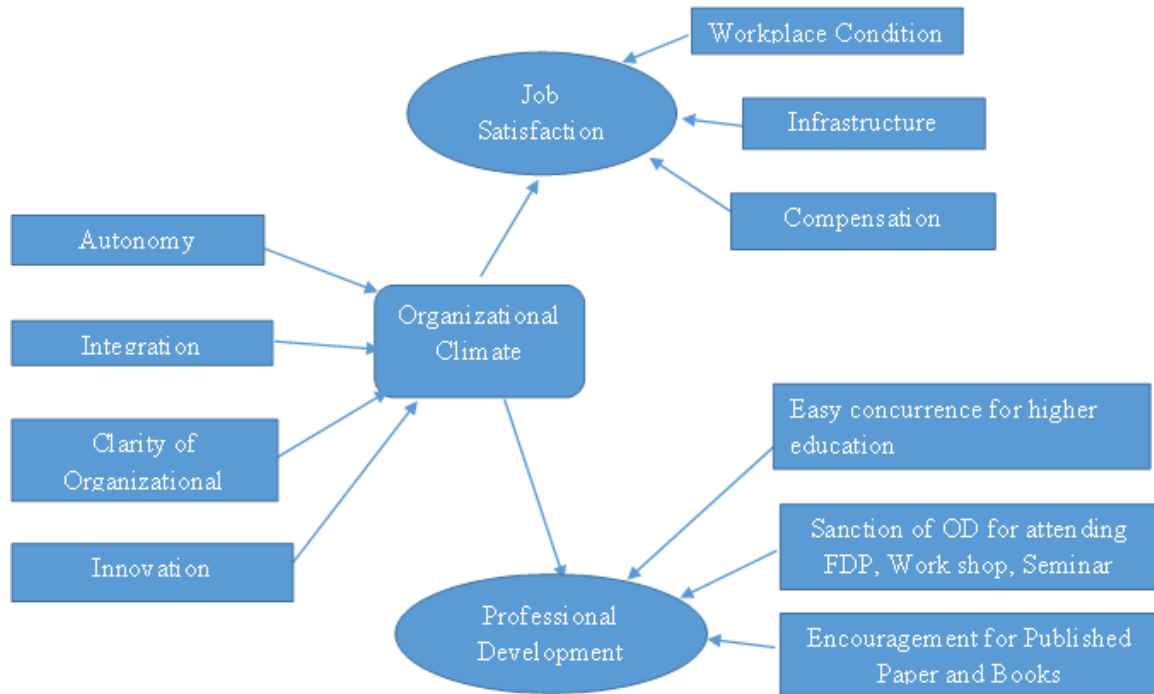 Workplace Condition
Job
Satisfaction
Infrastructure
Compensation
Autonomy
Organizational
Climate
Integration
Clarity of
Organizational
Innovation
Easy concurrence for higher
education
Sanction of OD for attending
FDP, Work shop, Seminar
Professional
Development
Encouragement for Published
Paper and Books